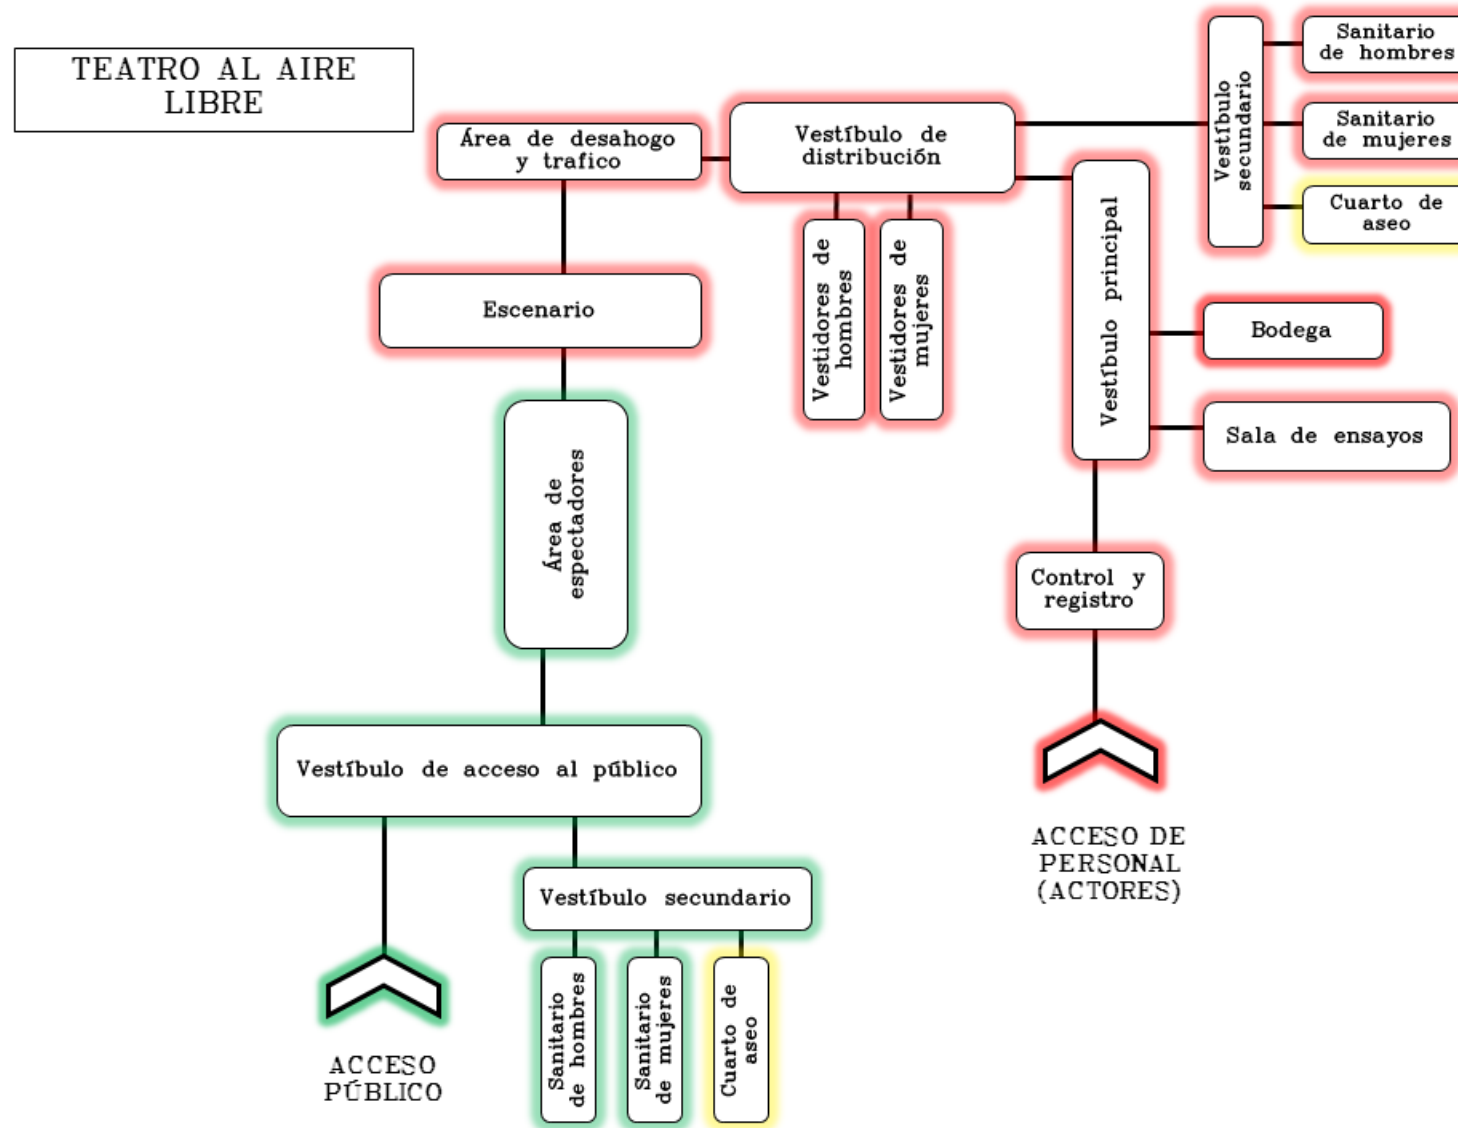 TEATRO AL AIRE
LIBRE
Área de desahogo
y trafico
Vestíbulo de
distribución
Vestíbulo
secundario
Sanitario
de hombres
Sanitario
de mujeres
Cuarto de
aseo
Vestidores de
hombres
Vestidores de
mujeres
Vestíbulo principal
Bodega
Sala de ensayos
Escenario
Área de
espectadores
Control y
registro
Vestíbulo de acceso al público
ACCESO DE
PERSONAL
(ACTORES)
Vestíbulo secundario
Sanitario
de hombres
Sanitario
de mujeres
Cuarto de
aseo
ACCESO
PÚBLICO